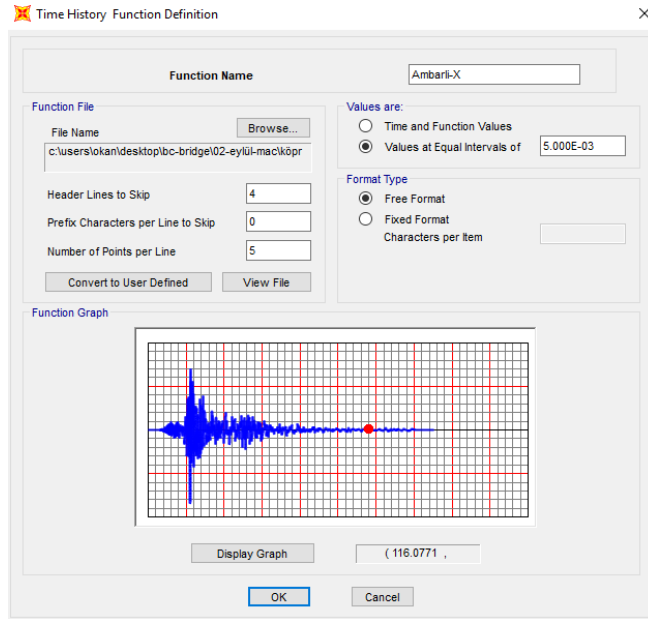 Time History Function Definition
Function Name
Ambarli-X
Function File
File Name
Browse...
c:\users\okan\desktop\bc-bridge\02-eylül-mac\köpr
Header Lines to Skip
4
Prefix Characters per Line to Skip
0
Number of Points per Line
5
Convert to User Defined
View File
Values are:
Time and Function Values
Values at Equal Intervals of
5.000E-03
Format Type
Free Format
Fixed Format
Characters per Item
Function Graph
Display Graph
( 116.0771 ,
OK
Cancel